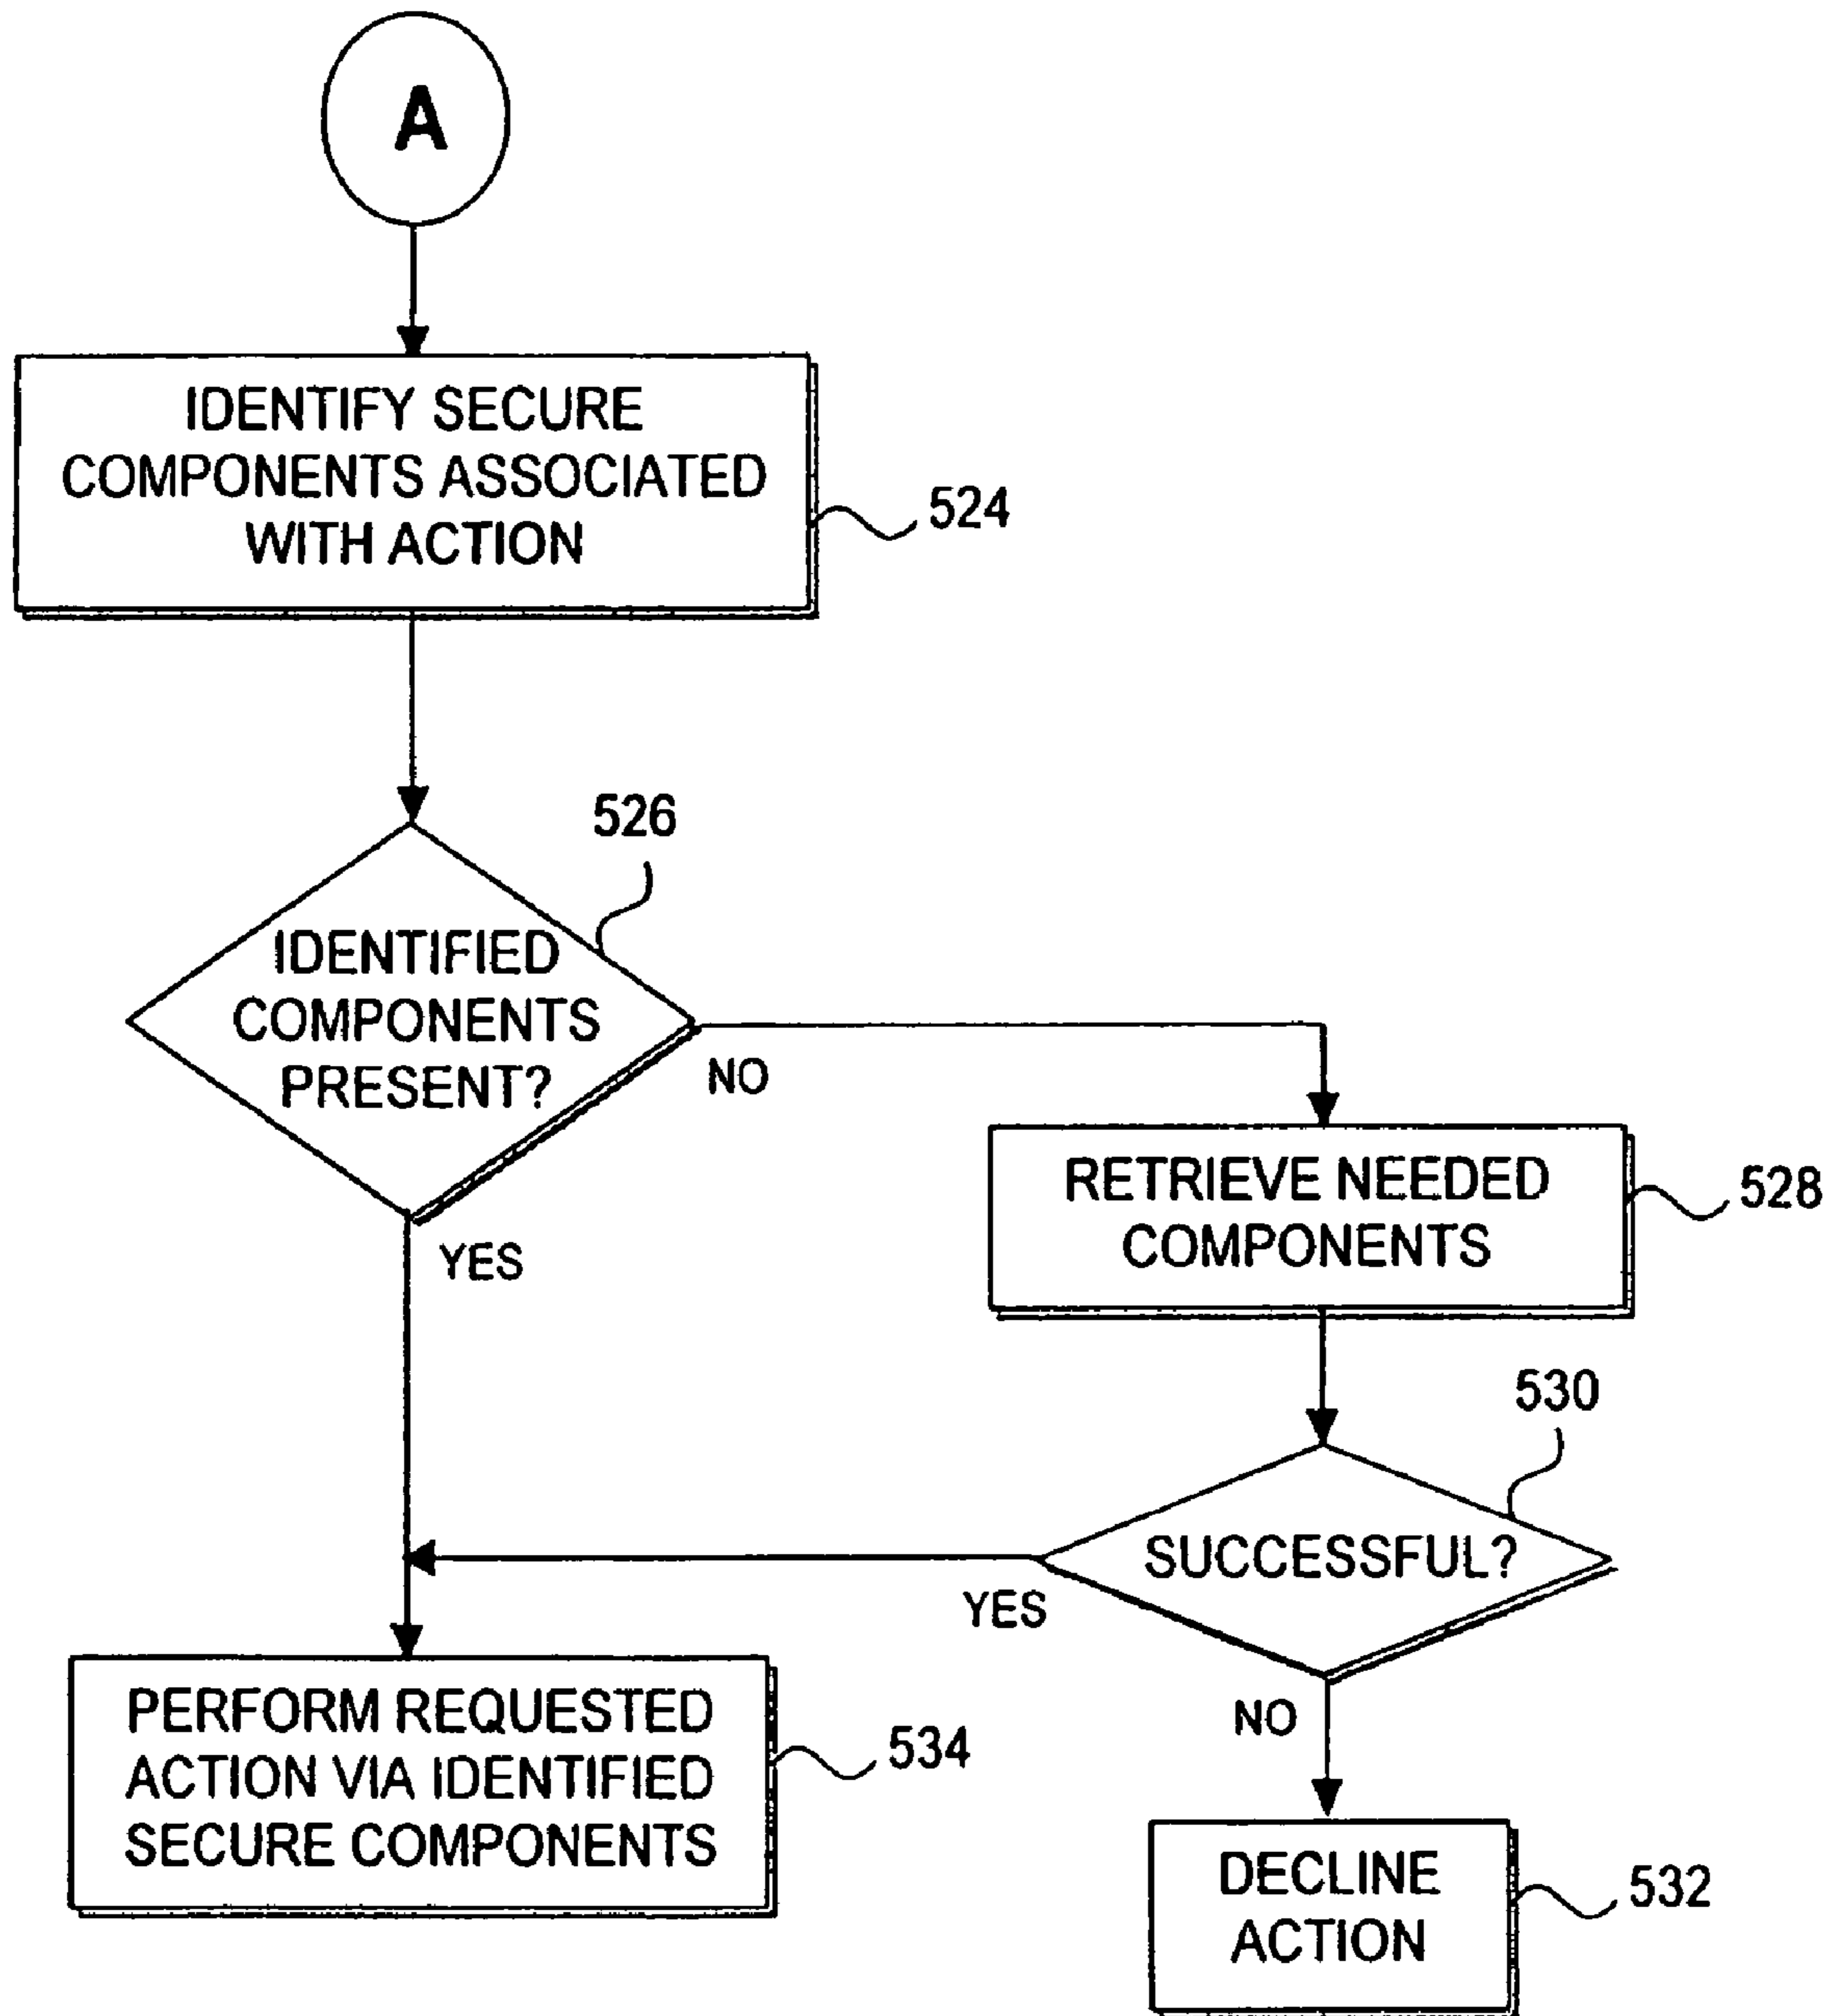 A
IDENTIFY SECURE
COMPONENTS ASSOCIATED
WITH ACTION
524
526
IDENTIFIED
COMPONENTS
PRESENT?
NO
YES
RETRIEVE NEEDED
COMPONENTS
528
530
SUCCESSFUL?
YES
NO
PERFORM REQUESTED
ACTION VIA IDENTIFIED
SECURE COMPONENTS
534
DECLINE
ACTION
532